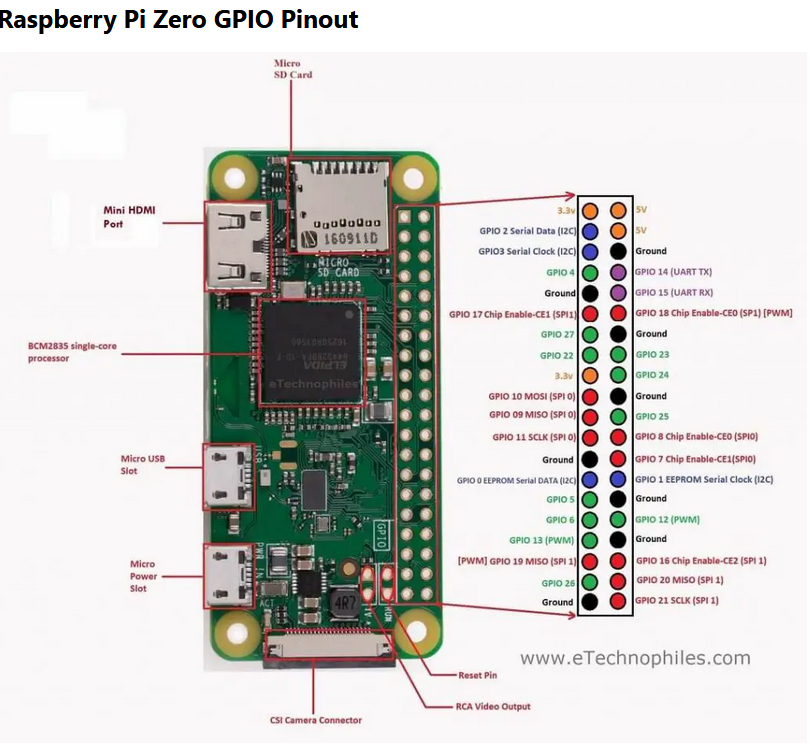 Raspberry Pi Zero GPIO Pinout
Micro
SD Card
Mini HDMI
Port
160911D
MICRO
SD CARD
BCM2835 single-core
processor
ELPIDA
eTechnophiles
Micro USB
Slot
USB
GPIO
Micro
Power
Slot
PWR IN
ACT
4R7
TV
RUN
CSI Camera Connector
Reset Pin
RCA Video Output
3.3v
5V
GPIO 2 Serial Data (I2C)
5V
GPIO3 Serial Clock (I2C)
Ground
GPIO 4
GPIO 14 (UART TX)
Ground
GPIO 15 (UART RX)
GPIO 17 Chip Enable-CE1 (SPI1)
GPIO 18 Chip Enable-CE0 (SP1) [PWM]
GPIO 27
Ground
GPIO 22
GPIO 23
3.3v
GPIO 24
GPIO 10 MOSI (SPI 0)
Ground
GPIO 09 MISO (SPI 0)
GPIO 25
GPIO 11 SCLK (SPI 0)
GPIO 8 Chip Enable-CE0 (SPI0)
Ground
GPIO 7 Chip Enable-CE1(SPI0)
GPIO 0 EEPROM Serial DATA (I2C)
GPIO 1 EEPROM Serial Clock (I2C)
GPIO 5
Ground
GPIO 6
GPIO 12 (PWM)
GPIO 13 (PWM)
Ground
[PWM] GPIO 19 MISO (SPI 1)
GPIO 16 Chip Enable-CE2 (SPI 1)
GPIO 26
GPIO 20 MISO (SPI 1)
Ground
GPIO 21 SCLK (SPI 1)
www.eTechnophiles.com